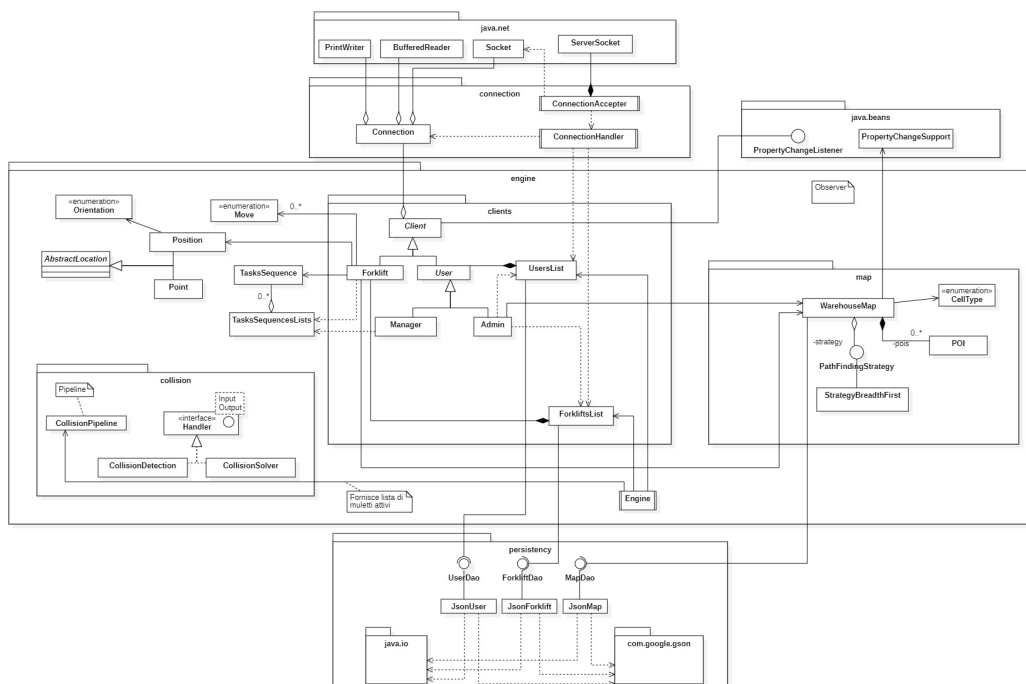 java.net
PrintWriter
BufferedReader
Socket
ServerSocket
connection
ConnectionAccepter
Connection
ConnectionHandler
java.beans
PropertyChangeListener
PropertyChangeSupport
engine
Observer
«enumeration»
Orientation
«enumeration»
Move
0..*
Position
AbstractLocation
Point
TasksSequence
0..*
TasksSequencesLists
clients
Client
Forklift
User
UsersList
Manager
Admin
ForkliftsList
map
WarehouseMap
«enumeration»
CellType
-strategy
-pois
0..*
POI
PathFindingStrategy
StrategyBreadthFirst
collision
Pipeline
CollisionPipeline
Input
Output
«interface»
Handler
CollisionDetection
CollisionSolver
Fornisce lista di
muletti attivi
Engine
persistency
UserDao
ForkliftDao
MapDao
JsonUser
JsonForklift
JsonMap
java.io
com.google.gson